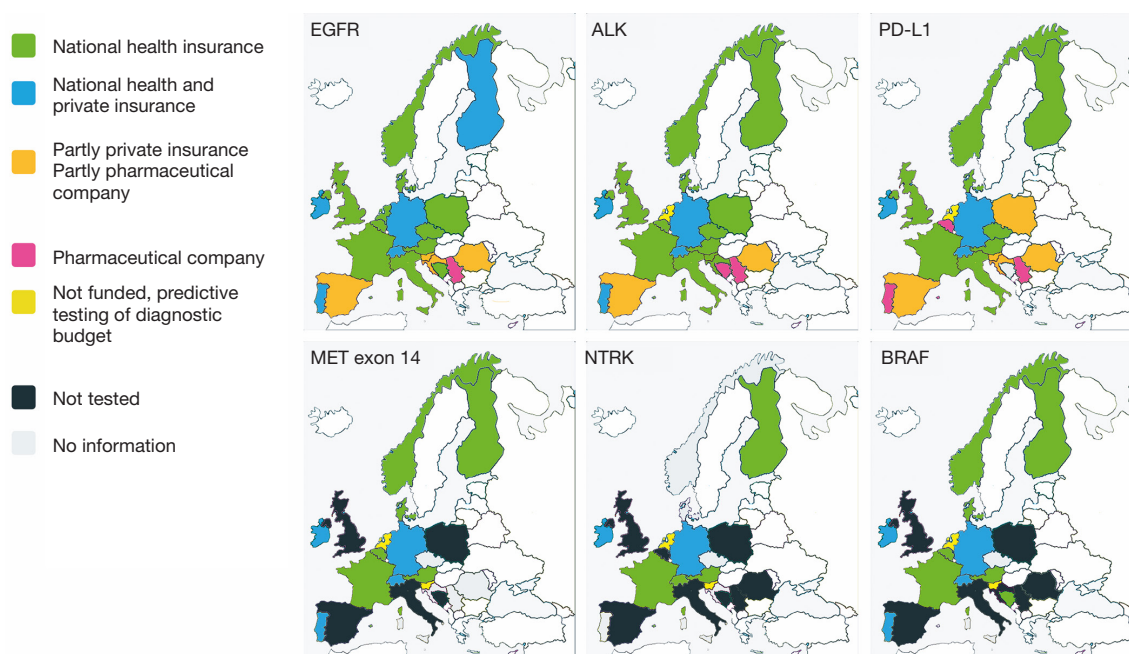 National health insurance
National health and
private insurance
Partly private insurance
Partly pharmaceutical
company
Pharmaceutical company
Not funded, predictive
testing of diagnostic
budget
Not tested
No information
EGFR
ALK
PD-L1
MET exon 14
NTRK
BRAF